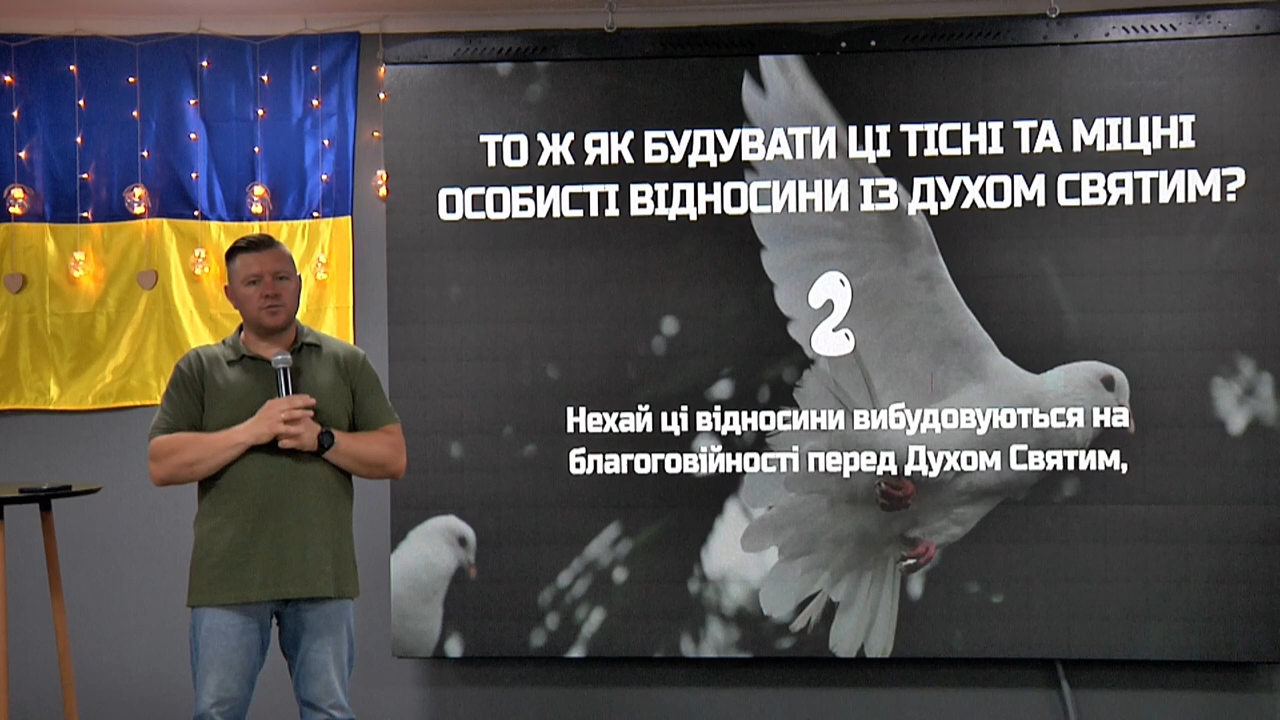 ТО Ж ЯК БУДУВАТИ ЦІ ТІСНІ ТА МІЦНІ
ОСОБИСТІ ВІДНОСИНИ ІЗ ДУХОМ СВЯТИМ?
2
Нехай ці відносини вибудовуються на
благоговійності перед Духом Святим,